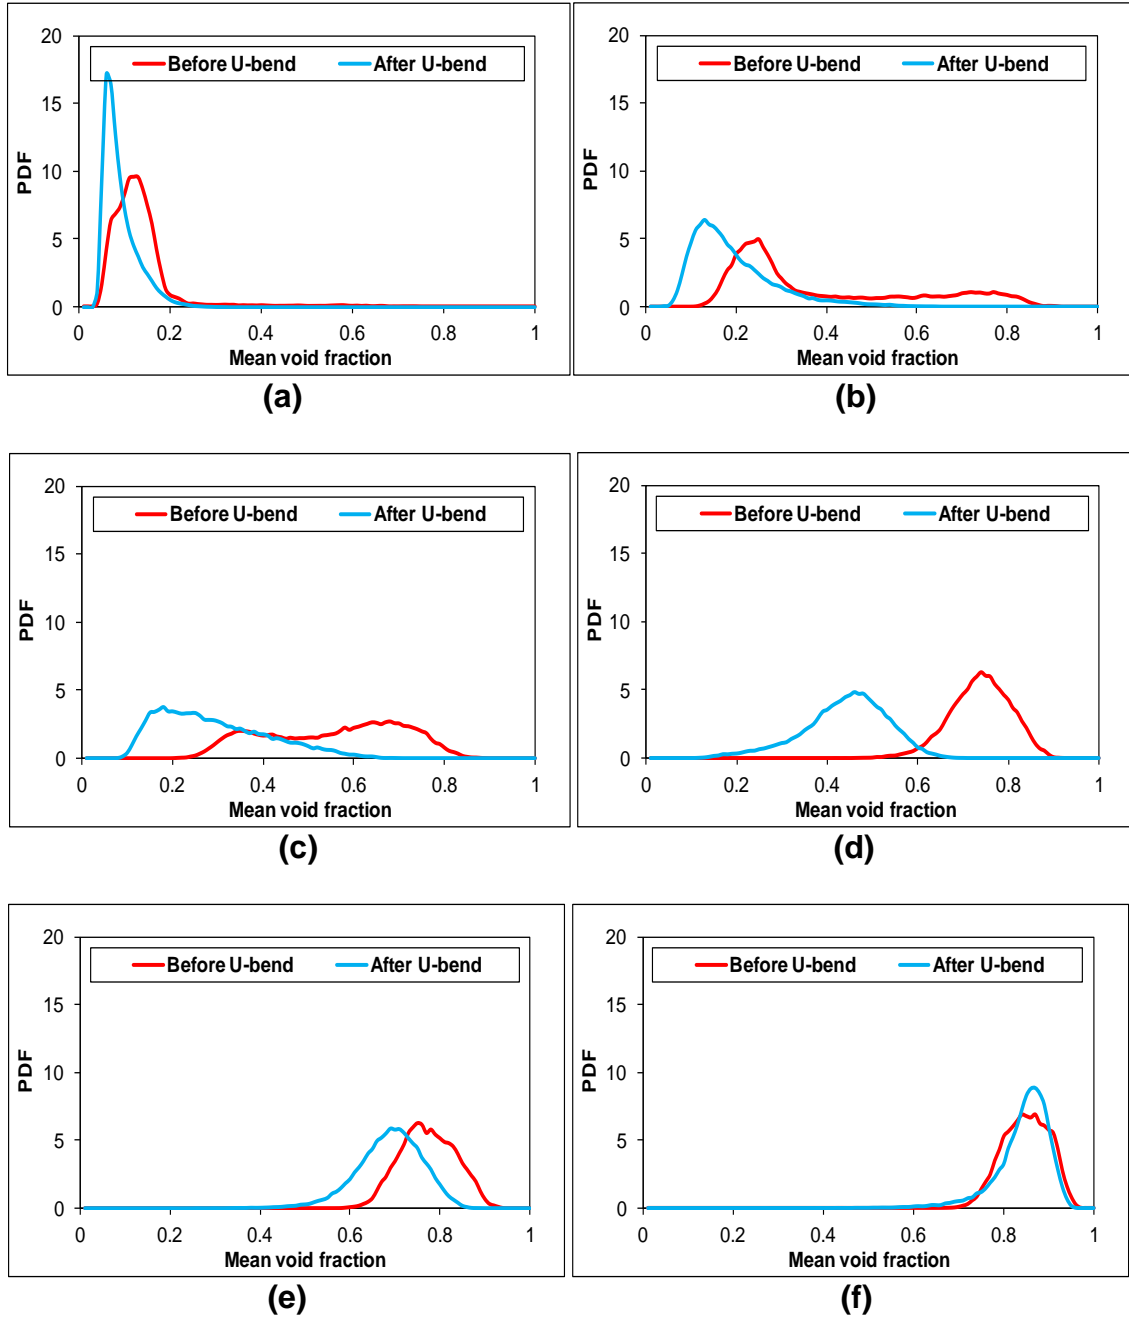 20
Before U-bend After U-bend
15
PDF
10
5
0
0 0.2 0.4 0.6 0.8 1
Mean void fraction
(a)
20
Before U-bend After U-bend
15
PDF
10
5
0
0 0.2 0.4 0.6 0.8 1
Mean void fraction
(b)
20
Before U-bend After U-bend
15
PDF
10
5
0
0 0.2 0.4 0.6 0.8 1
Mean void fraction
(c)
20
Before U-bend After U-bend
15
PDF
10
5
0
0 0.2 0.4 0.6 0.8 1
Mean void fraction
(d)
20
Before U-bend After U-bend
15
PDF
10
5
0
0 0.2 0.4 0.6 0.8 1
Mean void fraction
(e)
20
Before U-bend After U-bend
15
PDF
10
5
0
0 0.2 0.4 0.6 0.8 1
Mean void fraction
(f)